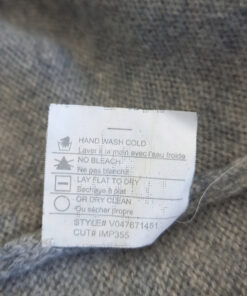 HAND WASH COLD
Laver à la main avec l'eau froide
NO BLEACH
Ne pas blanchir
LAY FLAT TO DRY
Sechage à plat
OR DRY CLEAN
Ou sécher propre
STYLE# V047671451
CUT# IMP355